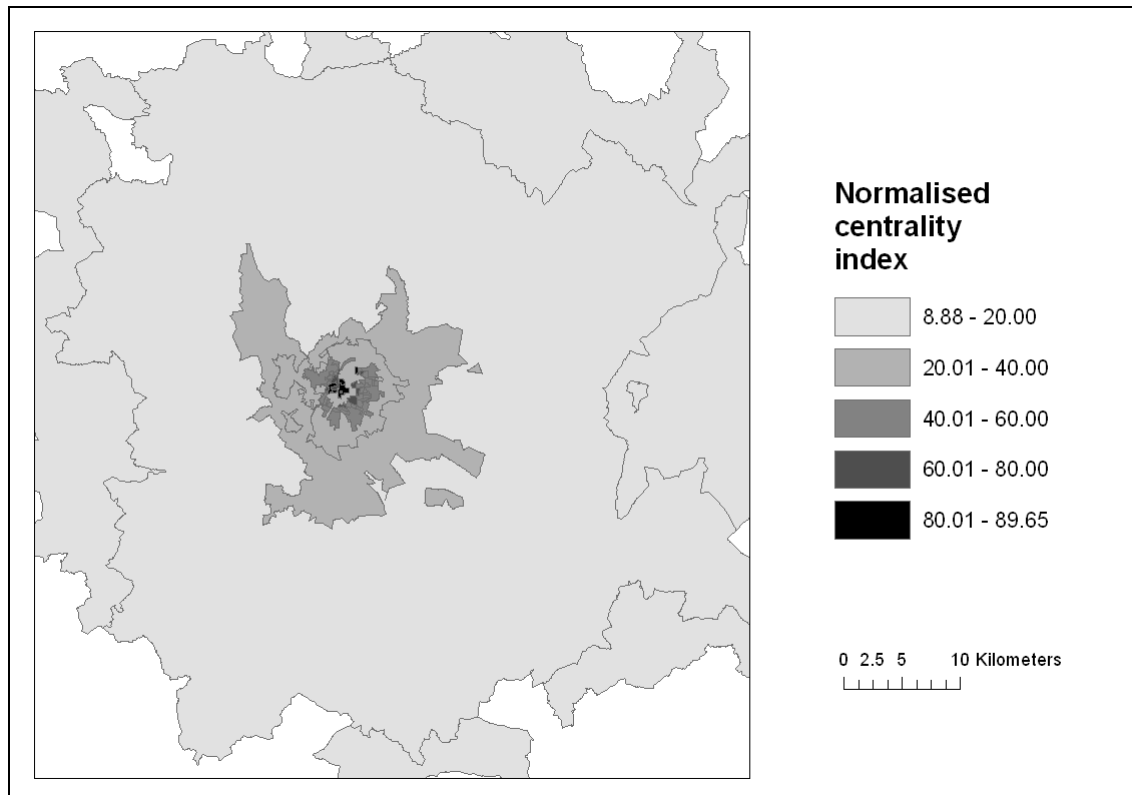 Normalised
centrality
index
8.88 - 20.00
20.01 - 40.00
40.01 - 60.00
60.01 - 80.00
80.01 - 89.65
0 2.5 5 10 Kilometers